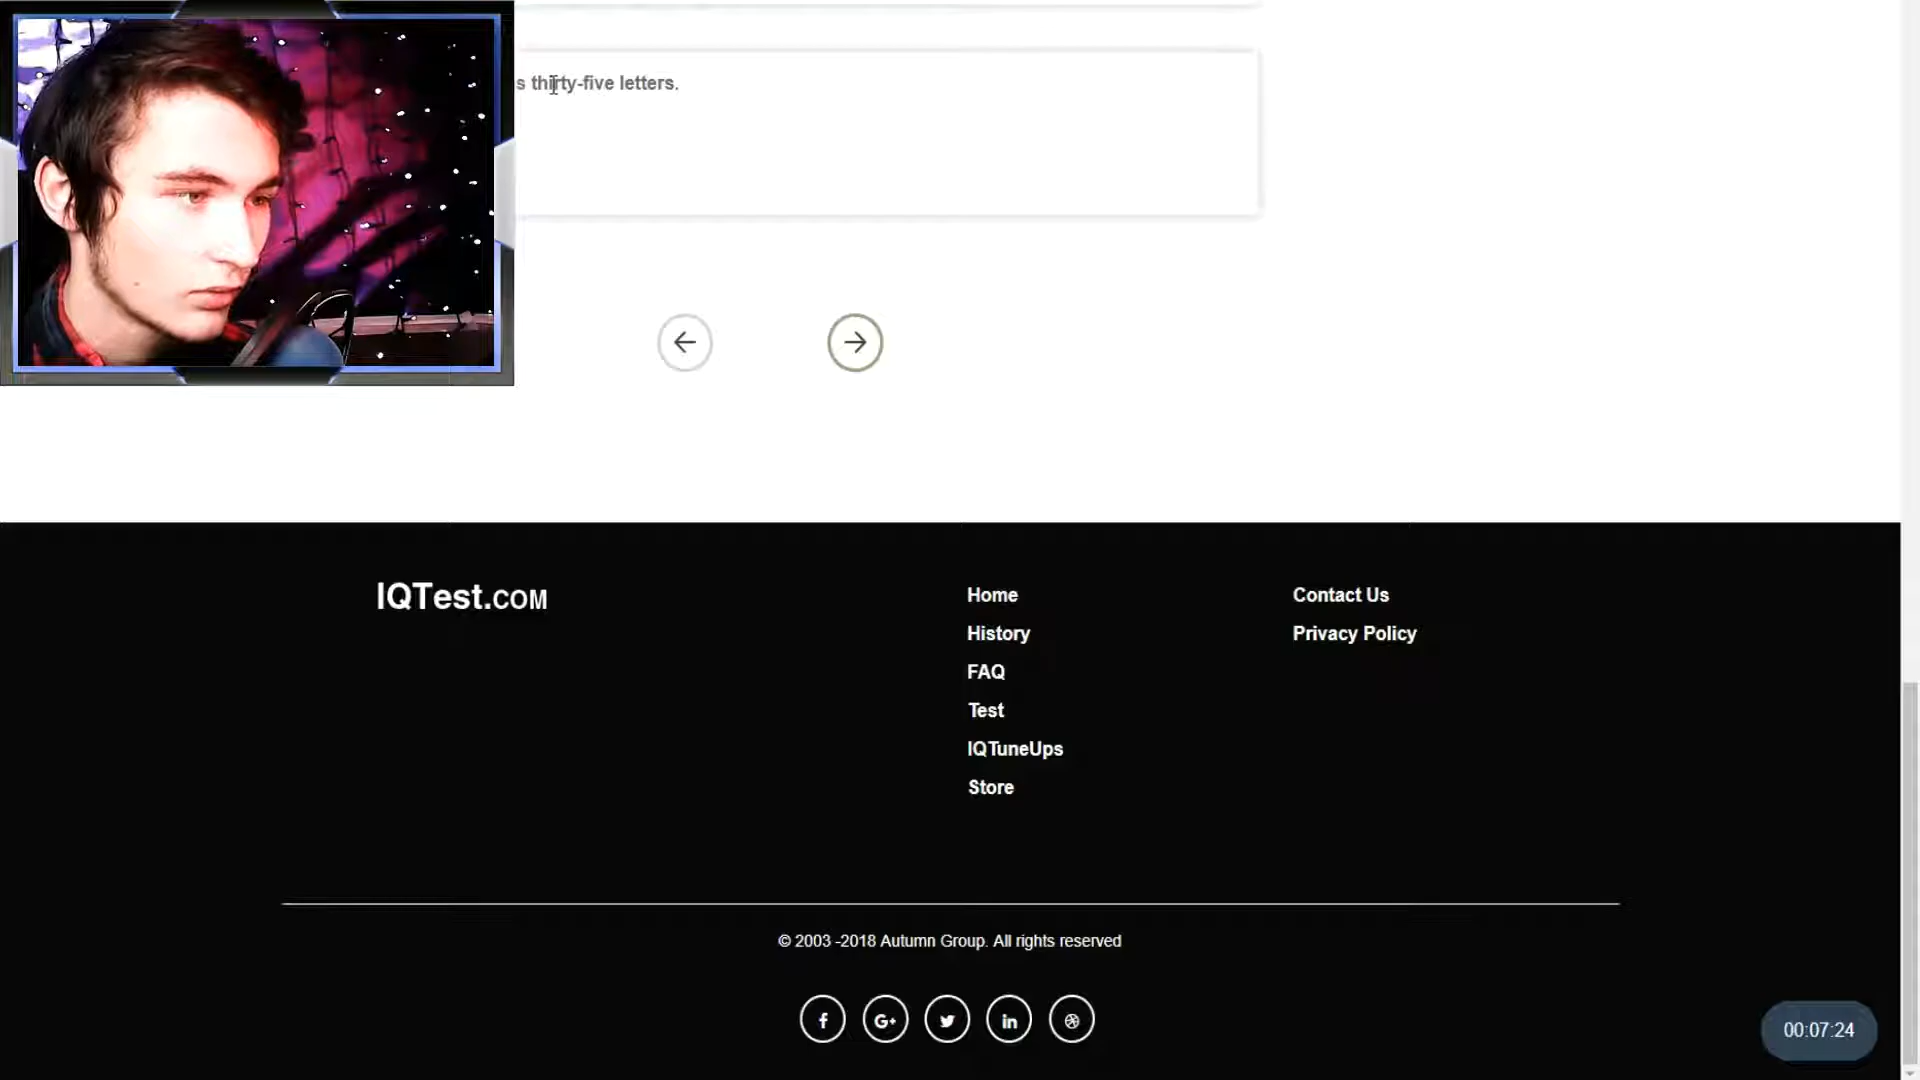 s thirty-five letters.
IQTest.COM
Home
History
FAQ
Test
IQTuneUps
Store
Contact Us
Privacy Policy
© 2003 -2018 Autumn Group. All rights reserved
f
G+
in
00:07:24